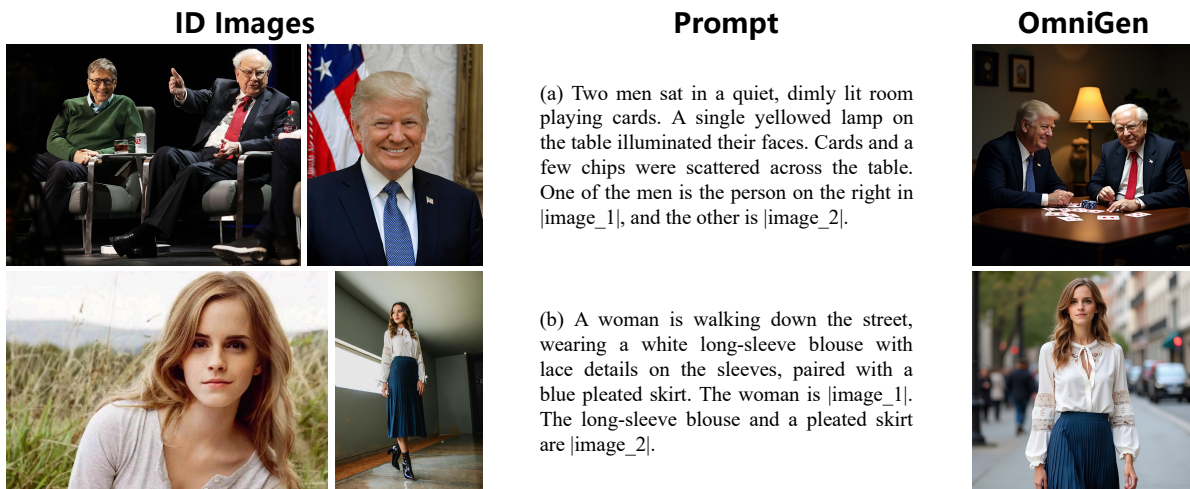 ID Images
Prompt
OmniGen
(a) Two men sat in a quiet, dimly lit room
playing cards. A single yellowed lamp on
the table illuminated their faces. Cards and a
few chips were scattered across the table.
One of the men is the person on the right in
|image_1|, and the other is |image_2|.
(b) A woman is walking down the street,
wearing a white long-sleeve blouse with
lace details on the sleeves, paired with a
blue pleated skirt. The woman is |image_1|.
The long-sleeve blouse and a pleated skirt
are |image_2|.